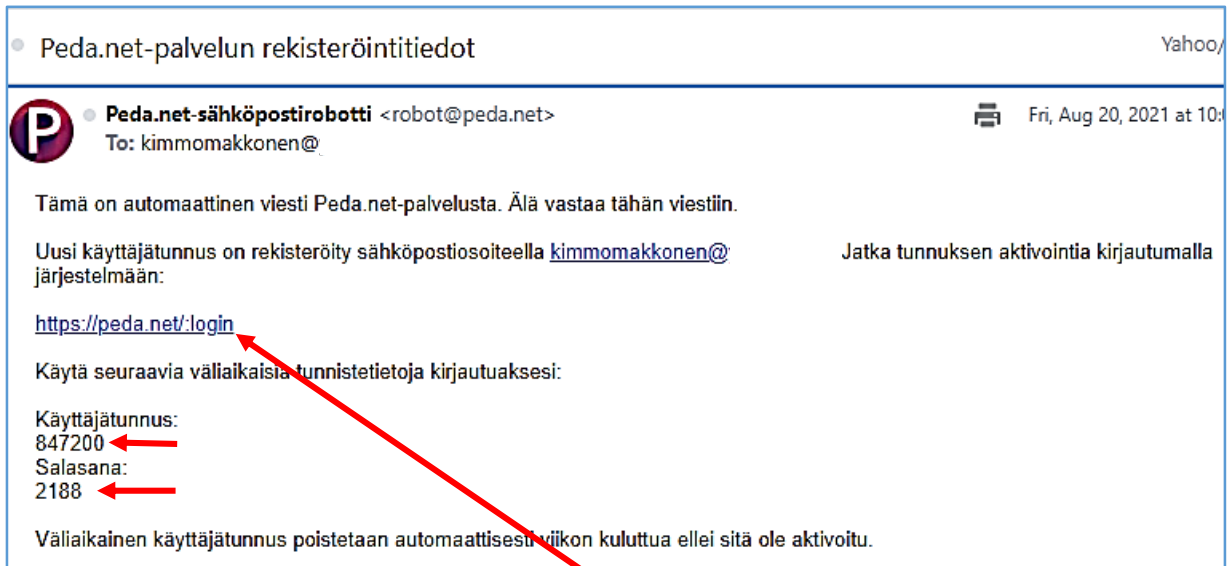 Peda.net-palvelun rekisteröintitiedot
Yahoo/
P
Peda.net-sähköpostirobotti <robot@peda.net>
Fri, Aug 20, 2021 at 10:
To: kimmomakkonen@
Tämä on automaattinen viesti Peda.net-palvelusta. Älä vastaa tähän viestiin.
Uusi käyttäjätunnus on rekisteröity sähköpostiosoiteella kimmomakkonen@ Jatka tunnuksen aktivointia kirjautumalla
järjestelmään:
https://peda.net/:login
Käytä seuraavia väliaikaisia tunnistetietoja kirjautuaksesi:
Käyttäjätunnus:
847200
Salasana:
2188
Väliaikainen käyttäjätunnus poistetaan automaattisesti viikon kuluttua ellei sitä ole aktivoitu.